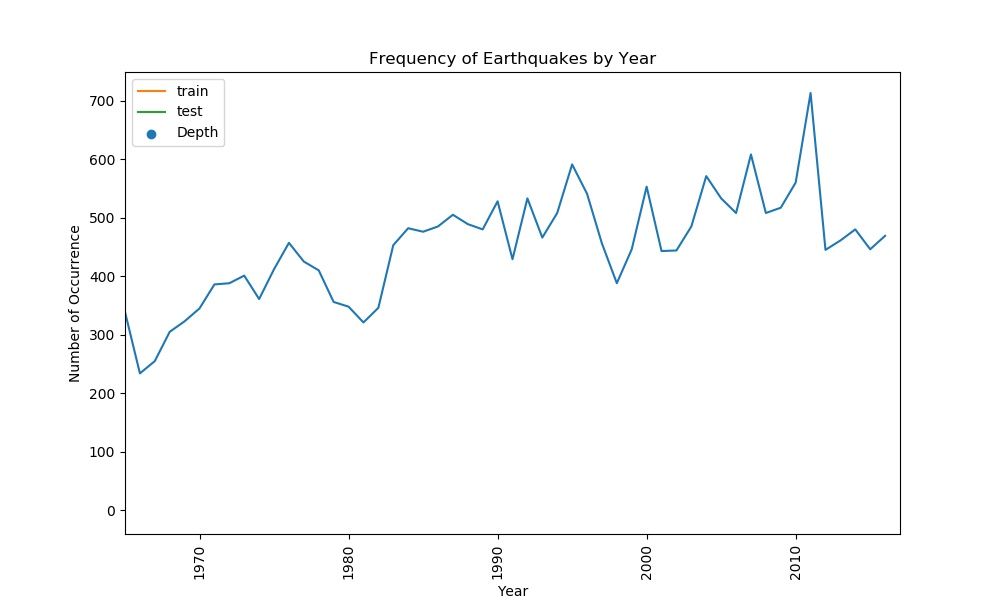 Frequency of Earthquakes by Year
train
test
Depth
700
600
500
400
300
200
100
0
Number of Occurrence
1970
1980
1990
2000
2010
Year